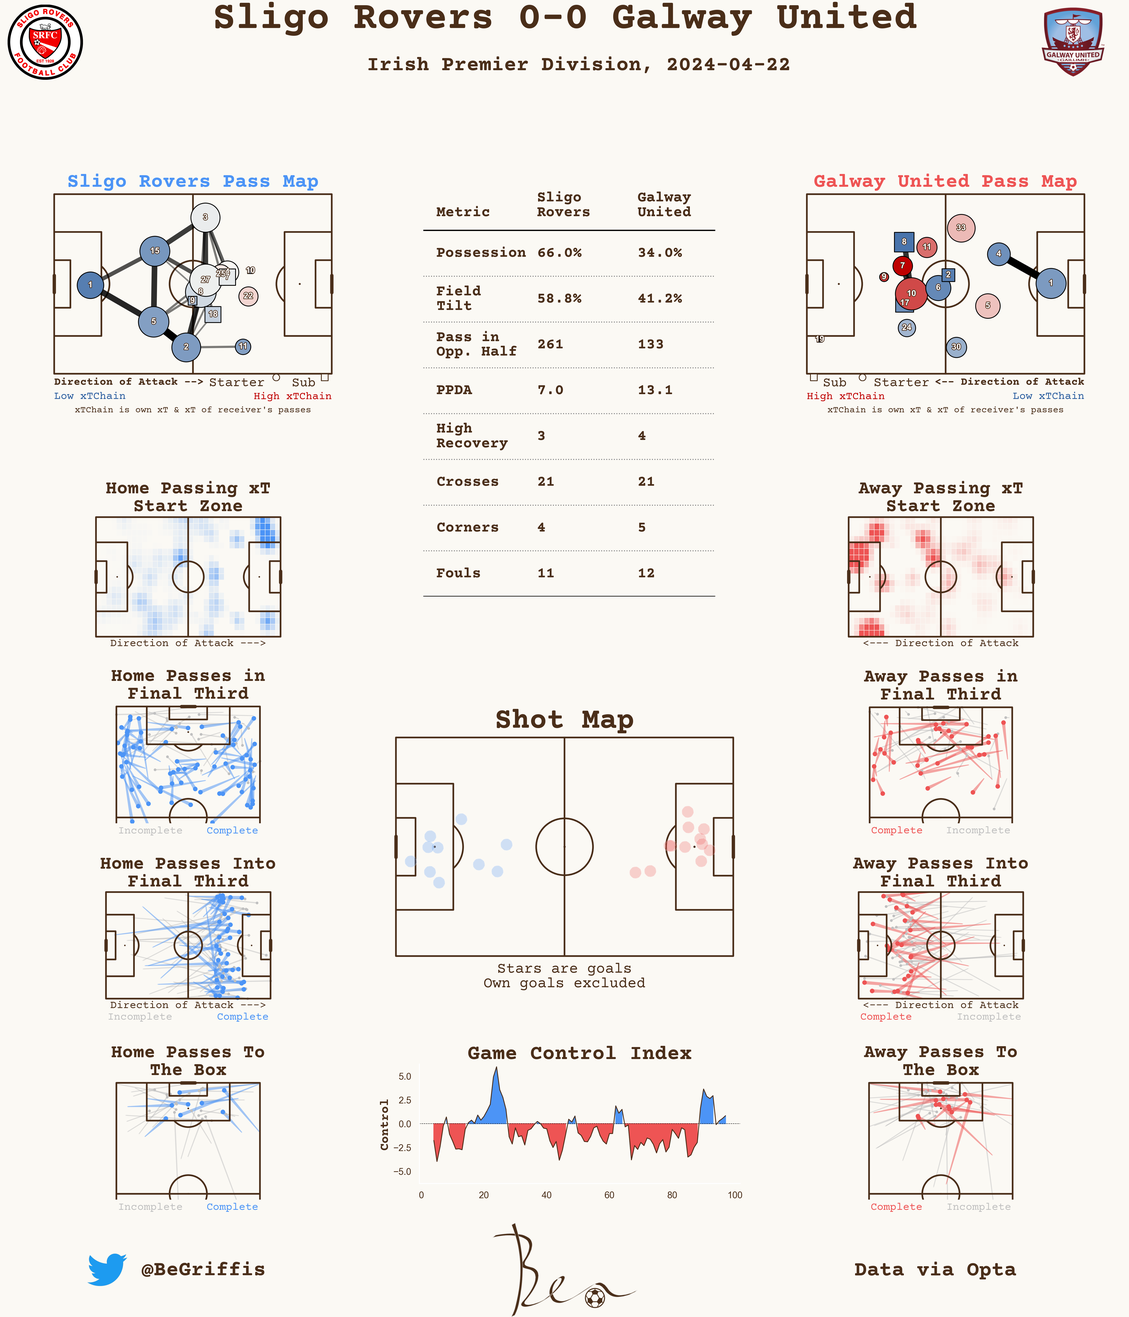 Sligo Rovers 0-0 Galway United
Irish Premier Division, 2024-04-22
SLIGO ROVERS
SRFC
EST 1928
FOOTBALL CLUB
GALWAY UNITED
Sligo Rovers Pass Map
3
15
10
27
1
8
22
9
18
5
2
11
Direction of Attack --> Starter Sub
Low xTChain High xTChain
xTChain is own xT & xT of receiver's passes
Metric Sligo Rovers Galway United
Possession 66.0% 34.0%
Field Tilt 58.8% 41.2%
Pass in Opp. Half 261 133
PPDA 7.0 13.1
High Recovery 3 4
Crosses 21 21
Corners 4 5
Fouls 11 12
Galway United Pass Map
33
8
11
4
7
9
2
1
6
10
17
5
24
19
30
Sub Starter <-- Direction of Attack
High xTChain Low xTChain
xTChain is own xT & xT of receiver's passes
Home Passing xT
Start Zone
Direction of Attack --->
Away Passing xT
Start Zone
<--- Direction of Attack
Home Passes in
Final Third
Incomplete Complete
Away Passes in
Final Third
Complete Incomplete
Shot Map
Stars are goals
Own goals excluded
Home Passes Into
Final Third
Direction of Attack --->
Incomplete Complete
Away Passes Into
Final Third
<--- Direction of Attack
Complete Incomplete
Home Passes To
The Box
Incomplete Complete
Game Control Index
Control
5.0
2.5
0.0
−2.5
−5.0
0 20 40 60 80 100
Away Passes To
The Box
Complete Incomplete
@BeGriffis
Ben
Data via Opta